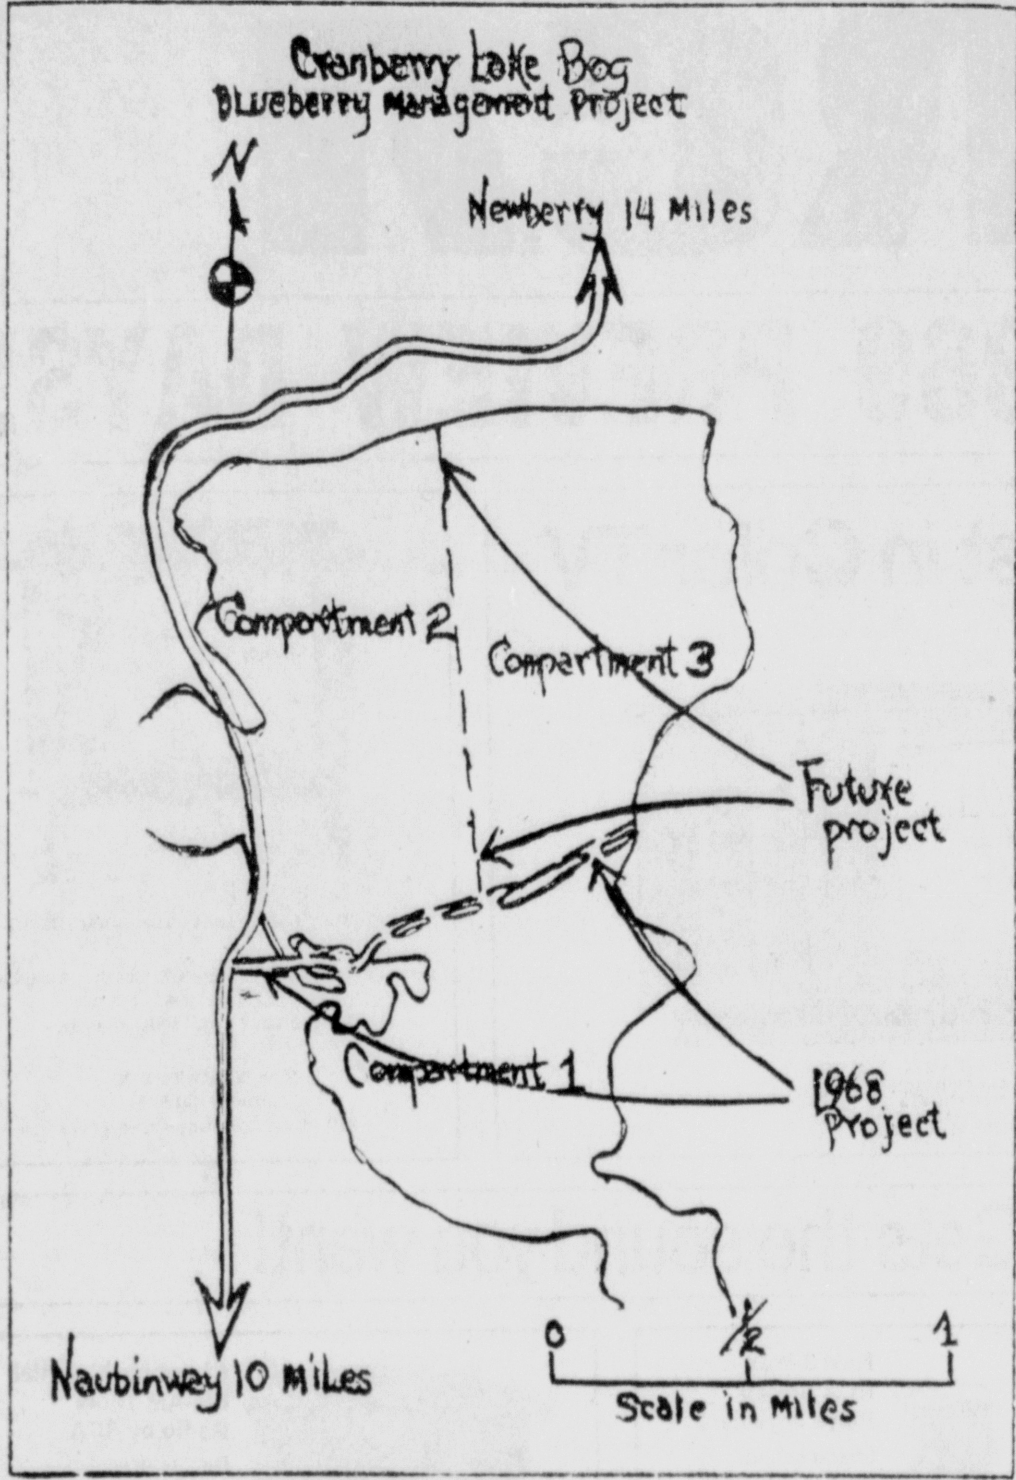 Cranberry Lake Bog
Blueberry Management Project
N
Newberry 14 Miles
Compartment 2
Compartment 3
Future
project
Compartment 1
1968
Project
0 1/2 1
Scale in Miles
Naubinway 10 Miles